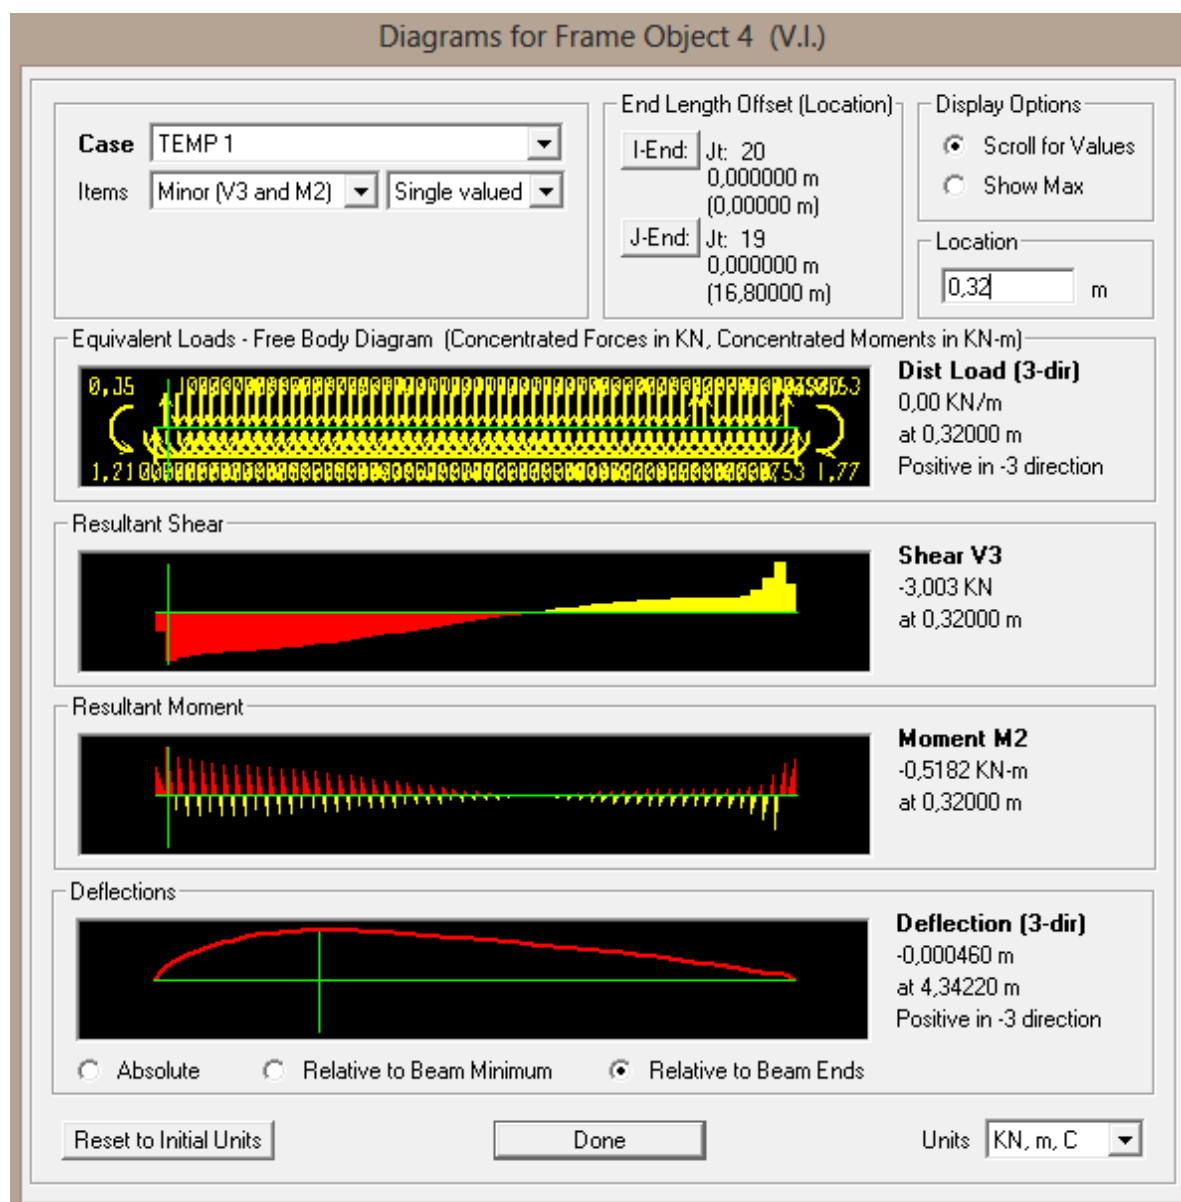 Diagrams for Frame Object 4 (V.I.)
Case TEMP 1
Items Minor (V3 and M2) Single valued
End Length Offset (Location)
I-End: Jt: 20
0,000000 m
(0,00000 m)
J-End: Jt: 19
0,000000 m
(16,80000 m)
Display Options
Scroll for Values
Show Max
Location
0,32 m
Equivalent Loads - Free Body Diagram (Concentrated Forces in KN, Concentrated Moments in KN-m)
0,35
1,21
1,77
Dist Load (3-dir)
0,00 KN/m
at 0,32000 m
Positive in -3 direction
Resultant Shear
Shear V3
-3,003 KN
at 0,32000 m
Resultant Moment
Moment M2
-0,5182 KN-m
at 0,32000 m
Deflections
Deflection (3-dir)
-0,000460 m
at 4,34220 m
Positive in -3 direction
Absolute Relative to Beam Minimum Relative to Beam Ends
Reset to Initial Units Done Units KN, m, C